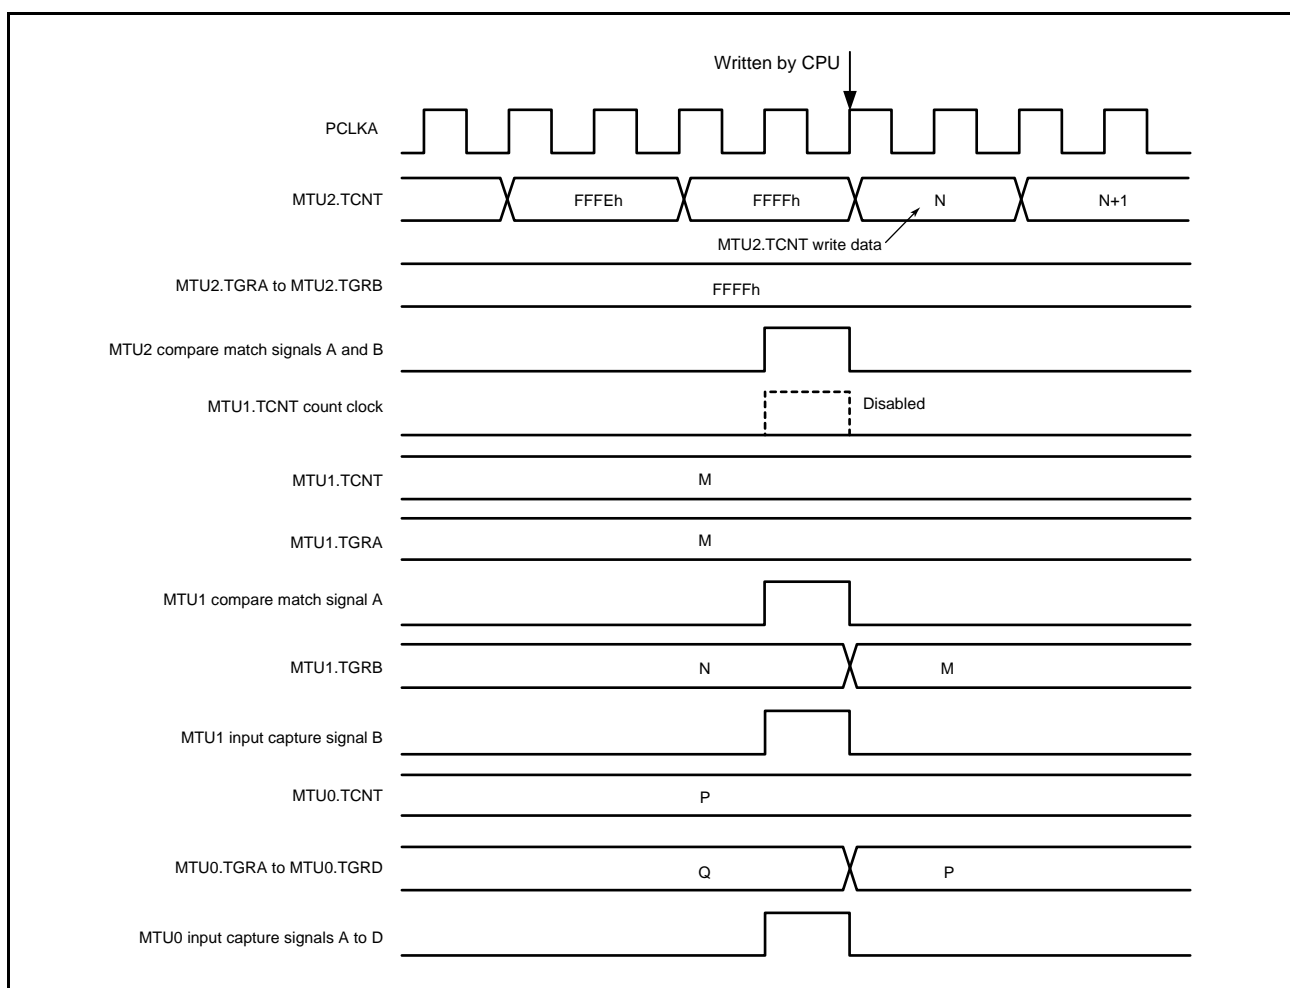 Written by CPU
PCLKA
MTU2.TCNT FFFEh FFFFh N N+1
MTU2.TCNT write data
MTU2.TGRA to MTU2.TGRB FFFFh
MTU2 compare match signals A and B
MTU1.TCNT count clock Disabled
MTU1.TCNT M
MTU1.TGRA M
MTU1 compare match signal A
MTU1.TGRB N M
MTU1 input capture signal B
MTU0.TCNT P
MTU0.TGRA to MTU0.TGRD Q P
MTU0 input capture signals A to D